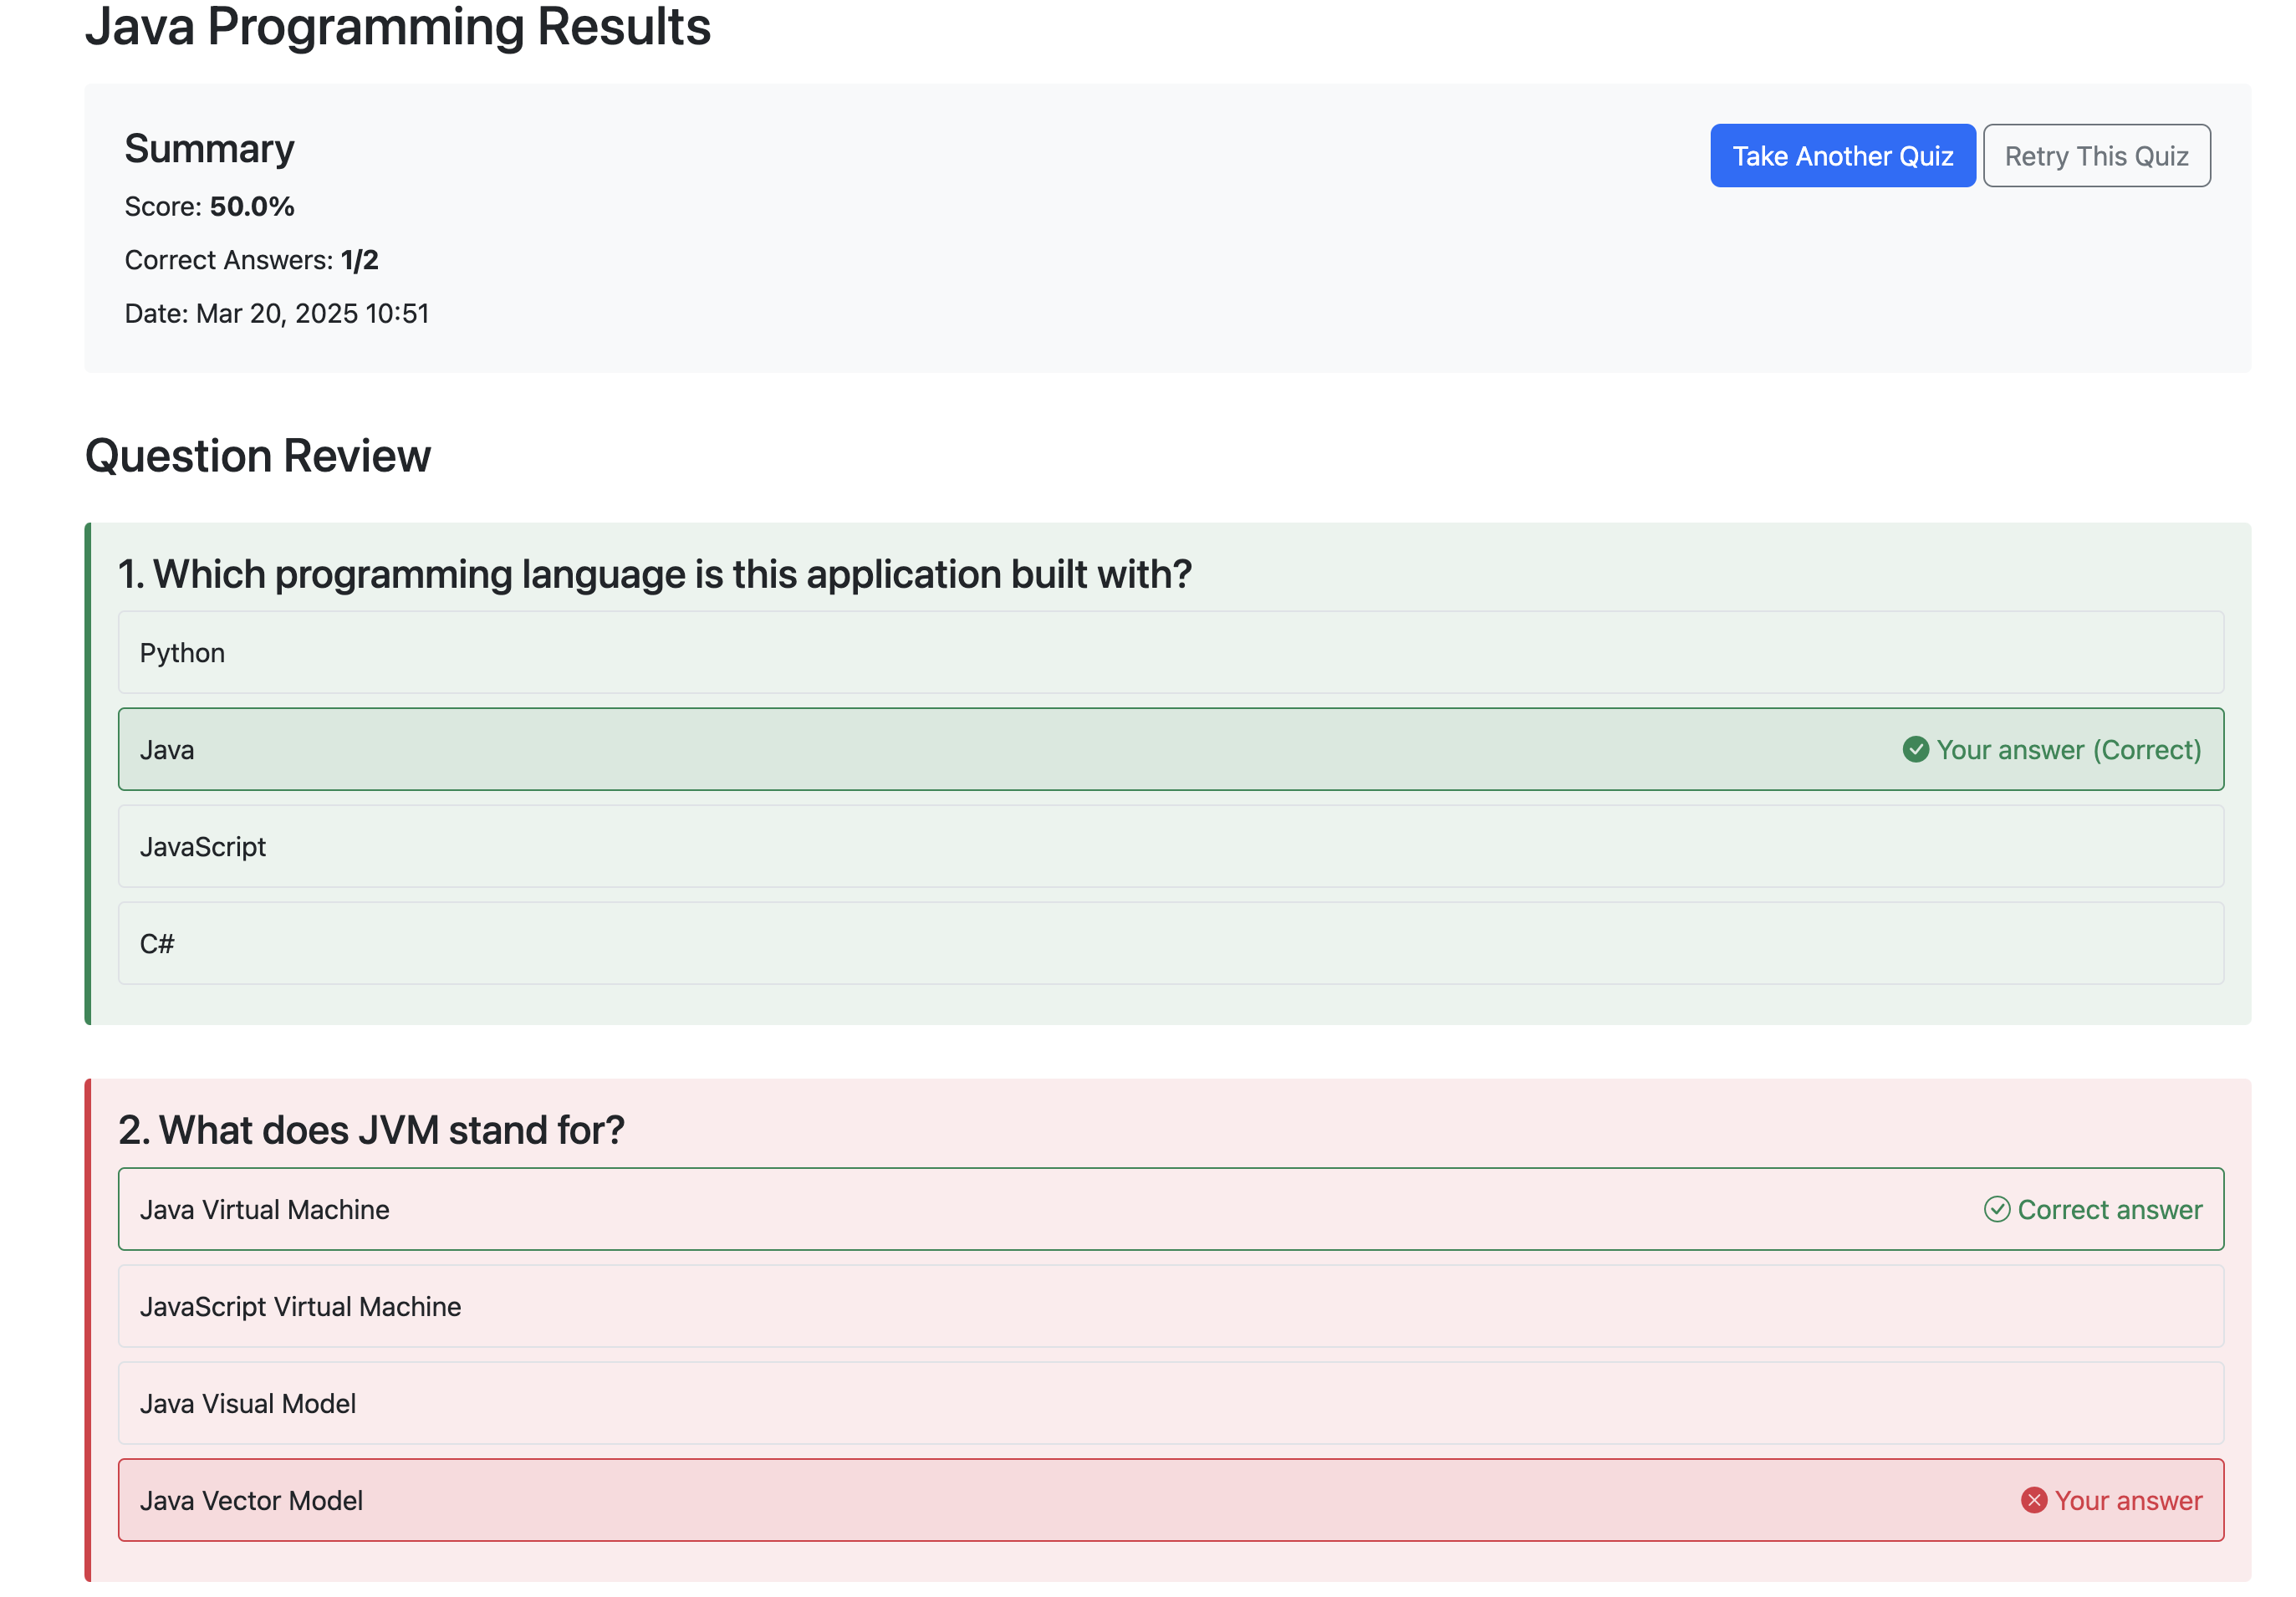 Java Programming Results
Summary
Take Another Quiz
Retry This Quiz
Score: 50.0%
Correct Answers: 1/2
Date: Mar 20, 2025 10:51
Question Review
1. Which programming language is this application built with?
Python
Java
Your answer (Correct)
JavaScript
C#
2. What does JVM stand for?
Java Virtual Machine
Correct answer
JavaScript Virtual Machine
Java Visual Model
Java Vector Model
Your answer